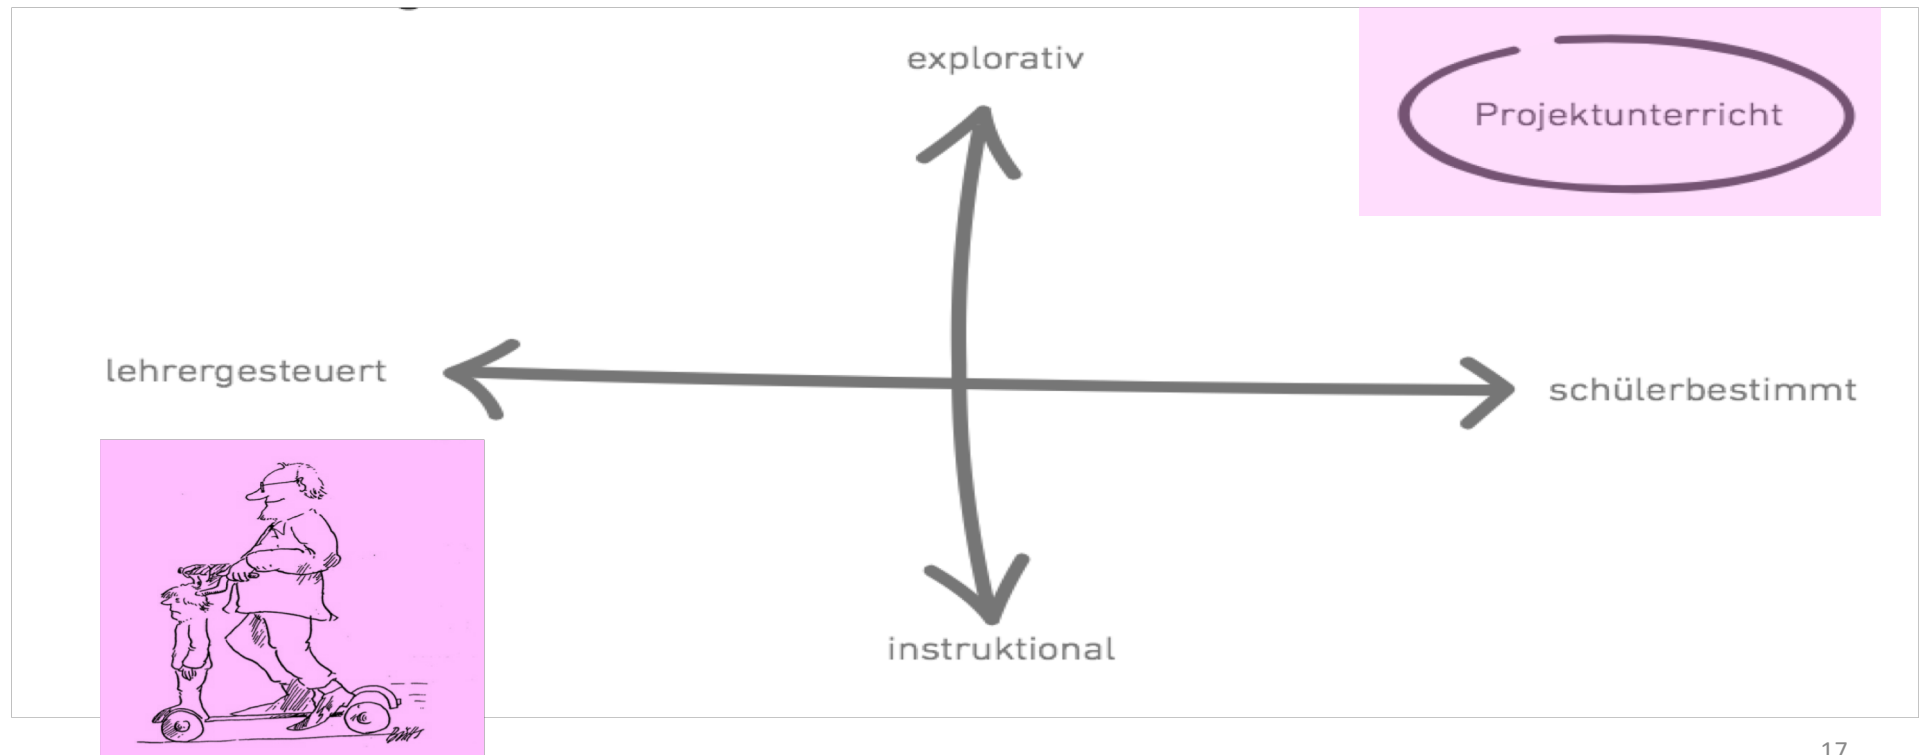 explorativ
Projektunterricht
lehrergesteuert
schülerbestimmt
instruktional
17